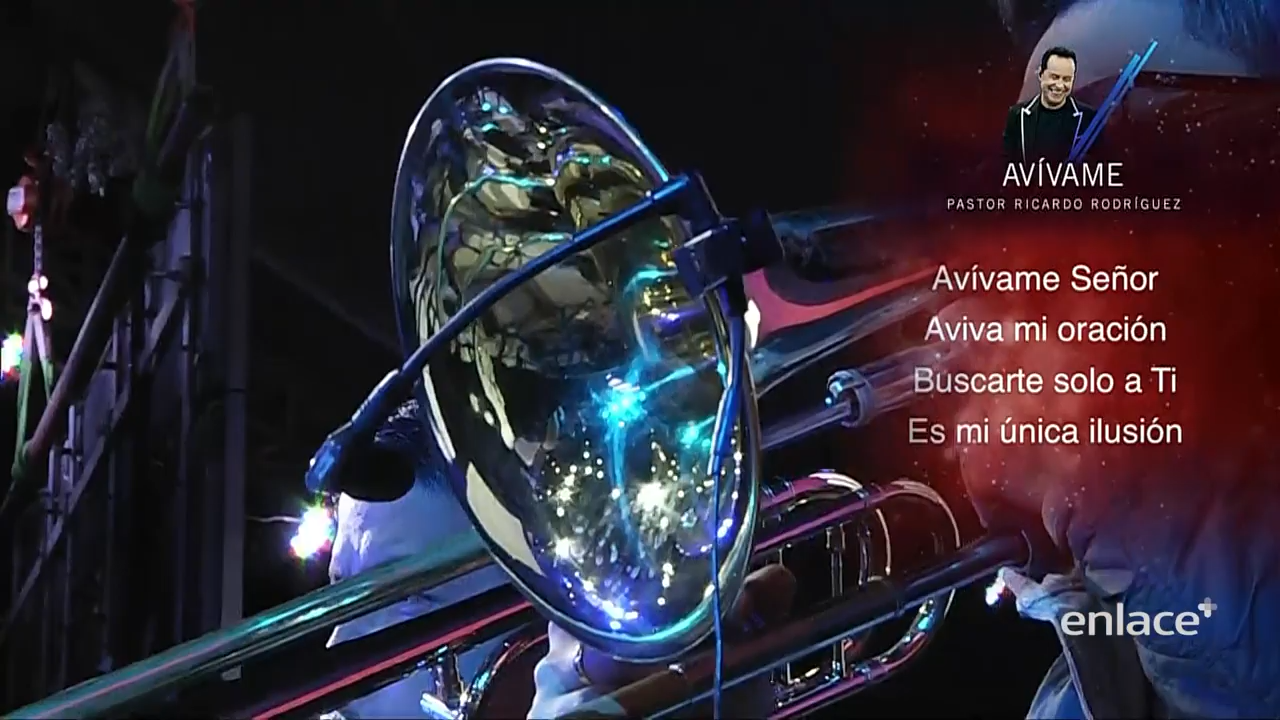 AVÍVAME
PASTOR RICARDO RODRÍGUEZ
Avívame Señor
Aviva mi oración
Buscarte solo a Ti
Es mi única ilusión
enlace+